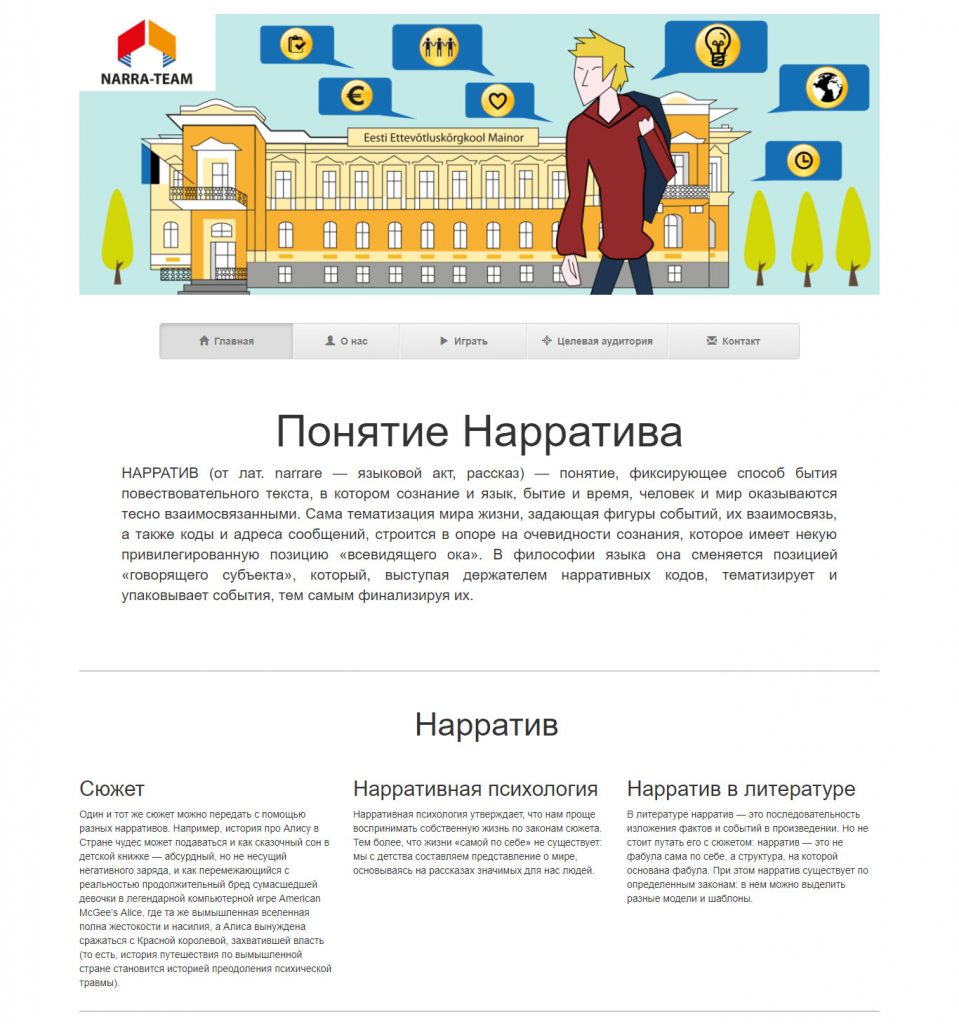 NARRA-TEAM
Eesti Ettevõtluskõrgkool Mainor
Главная
О нас
Играть
Целевая аудитория
Контакт
Понятие Нарратива
НАРРАТИВ (от лат. narrare — языковой акт, рассказ) — понятие, фиксирующее способ бытия
повествовательного текста, в котором сознание и язык, бытие и время, человек и мир оказываются
тесно взаимосвязанными. Сама тематизация мира жизни, задающая фигуры событий, их взаимосвязь,
а также коды и адреса сообщений, строится в опоре на очевидности сознания, которое имеет некую
привилегированную позицию «всевидящего ока». В философии языка она сменяется позицией
«говорящего субъекта», который, выступая держателем нарративных кодов, тематизирует и
упаковывает события, тем самым финализируя их.
Нарратив
Сюжет
Один и тот же сюжет можно передать с помощью
разных нарративов. Например, история про Алису в
Стране чудес может подаваться и как сказочный сон в
детской книжке — абсурдный, но не несущий
негативного заряда, и как перемежающийся с
реальностью продолжительный бред сумасшедшей
девочки в легендарной компьютерной игре American
McGee's Alice, где та же вымышленная вселенная
полна жестокости и насилия, а Алиса вынуждена
сражаться с Красной королевой, захватившей власть
(то есть, история путешествия по вымышленной
стране становится историей преодоления психической
травмы).
Нарративная психология
Нарративная психология утверждает, что нам проще
воспринимать собственную жизнь по законам сюжета.
Тем более, что жизни «самой по себе» не существует:
мы с детства составляем представление о мире,
основываясь на рассказах значимых для нас людей.
Нарратив в литературе
В литературе нарратив — это последовательность
изложения фактов и событий в произведении. Но не
стоит путать его с сюжетом: нарратив — это не
фабула сама по себе, а структура, на которой
основана фабула. При этом нарратив существует по
определенным законам: в нем можно выделить
разные модели и шаблоны.